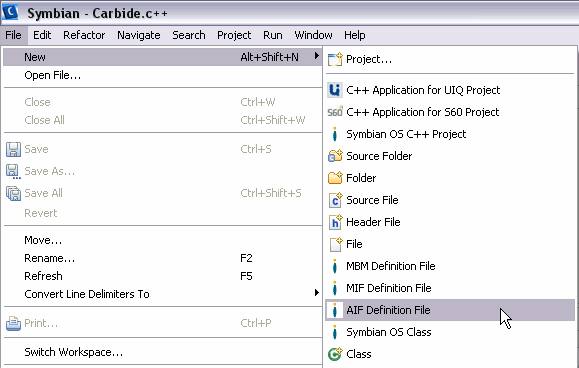 Symbian - Carbide.c++
File Edit Refactor Navigate Search Project Run Window Help
New Alt+Shift+N
Open File...
Close Ctrl+W
Close All Ctrl+Shift+W
Save Ctrl+S
Save As...
Save All Ctrl+Shift+S
Revert
Move...
Rename... F2
Refresh F5
Convert Line Delimiters To
Print... Ctrl+P
Switch Workspace...
Project...
C++ Application for UIQ Project
S60 C++ Application for S60 Project
Symbian OS C++ Project
Source Folder
Folder
Source File
Header File
File
MBM Definition File
MIF Definition File
AIF Definition File
Symbian OS Class
Class